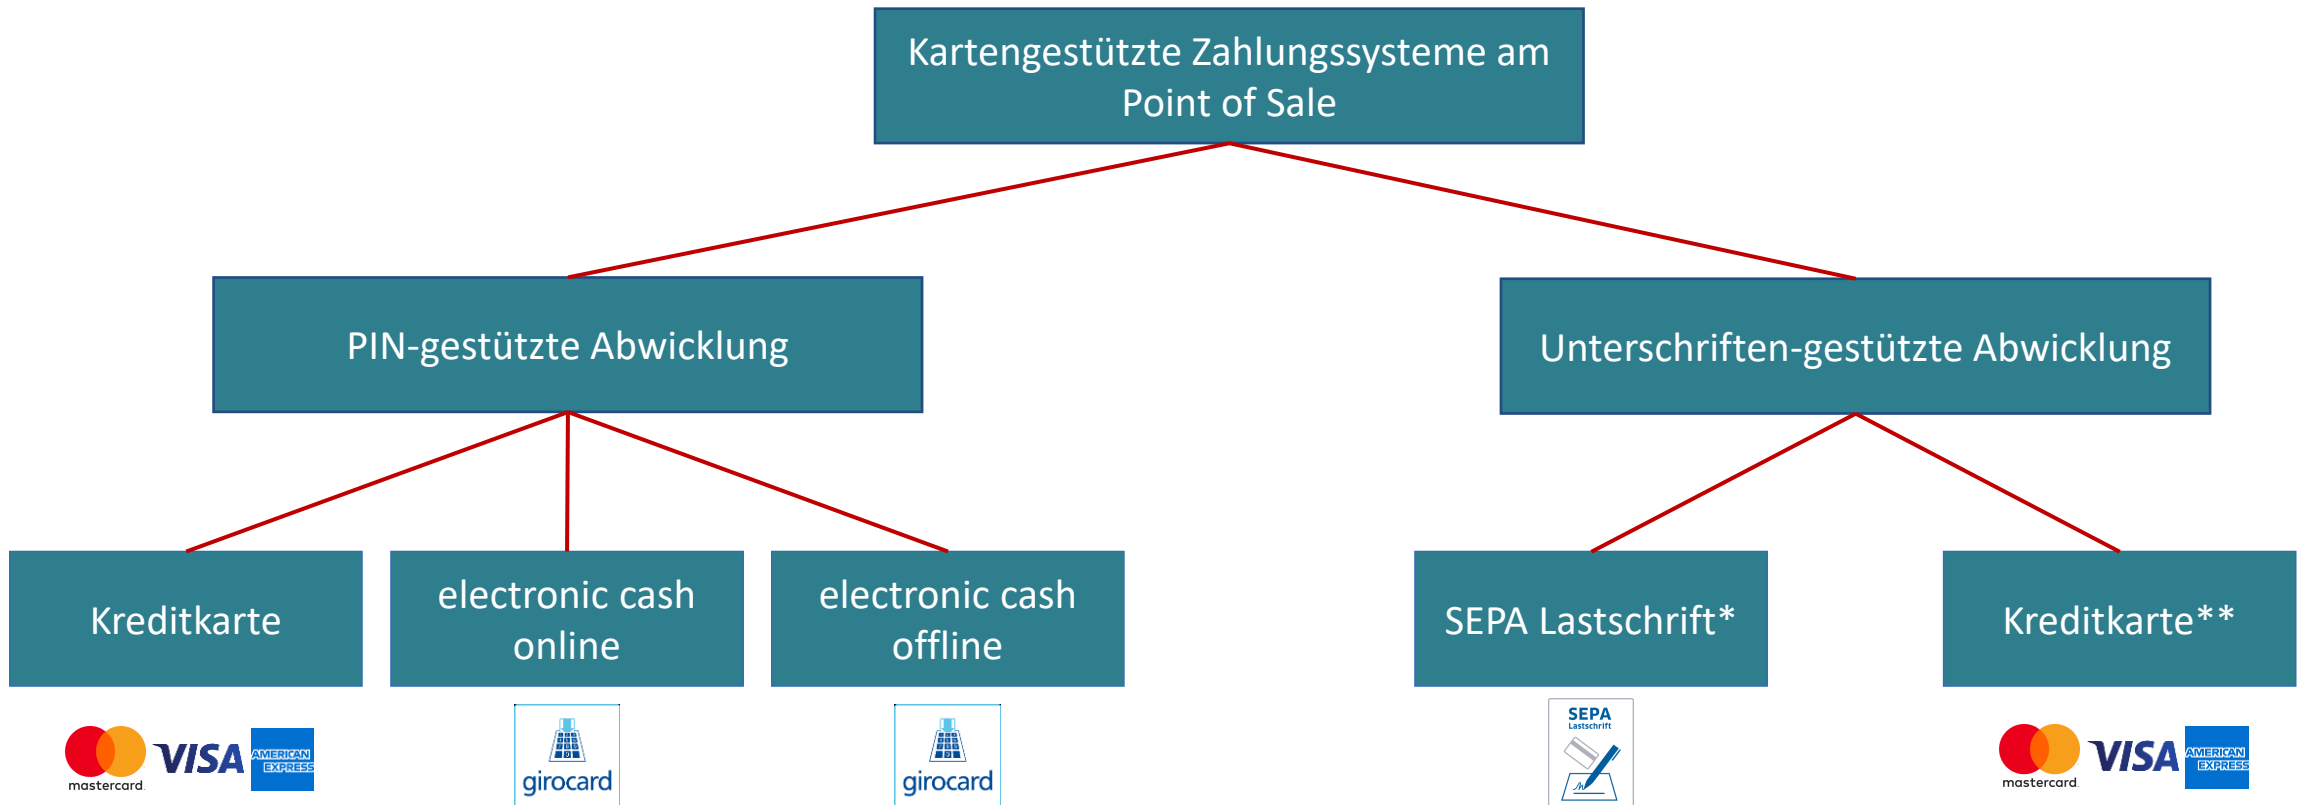 Kartengestützte Zahlungssysteme am
Point of Sale
PIN-gestützte Abwicklung
Unterschriften-gestützte Abwicklung
Kreditkarte
electronic cash
online
electronic cash
offline
SEPA Lastschrift*
Kreditkarte**
mastercard.
VISA
AMERICAN
EXPRESS
girocard
girocard
SEPA
Lastschrift
mastercard.
VISA
AMERICAN
EXPRESS